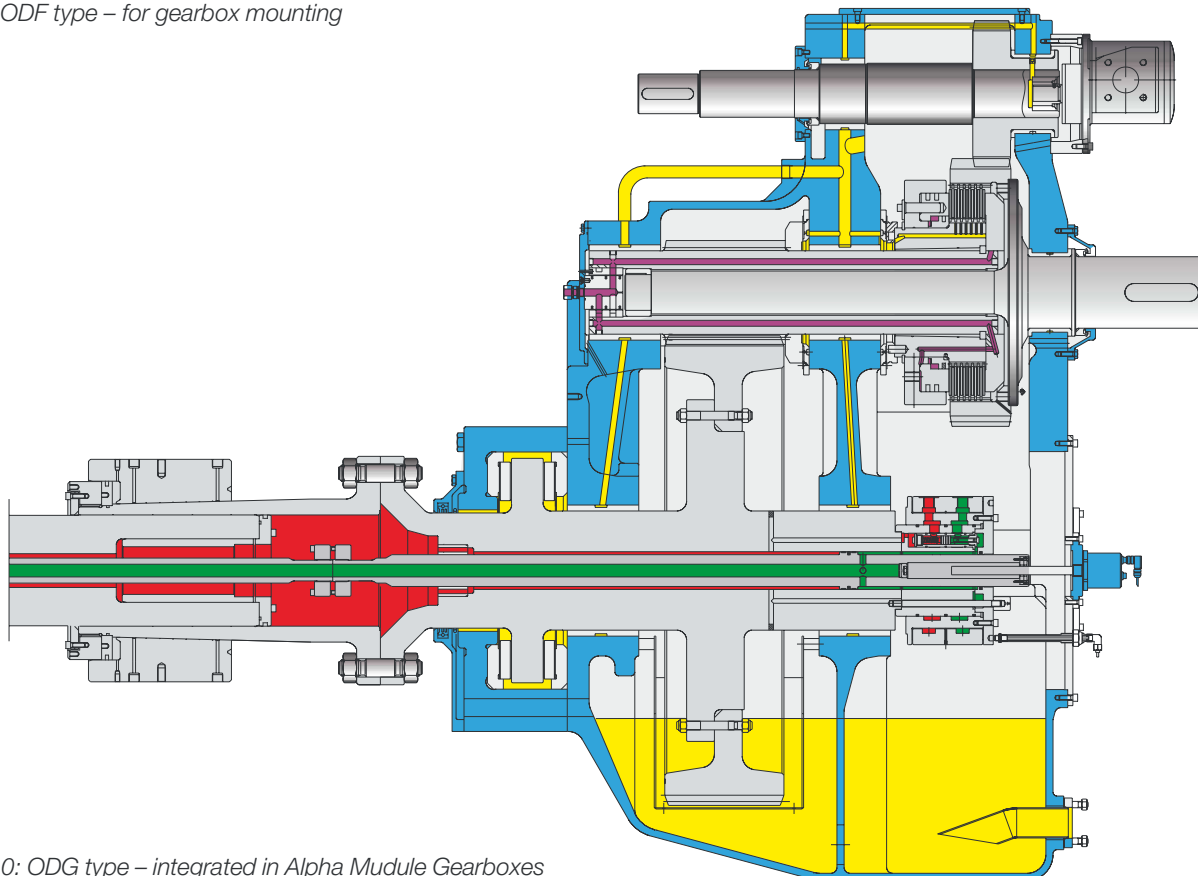 ODF type – for gearbox mounting
0: ODG type – integrated in Alpha Mudule Gearboxes